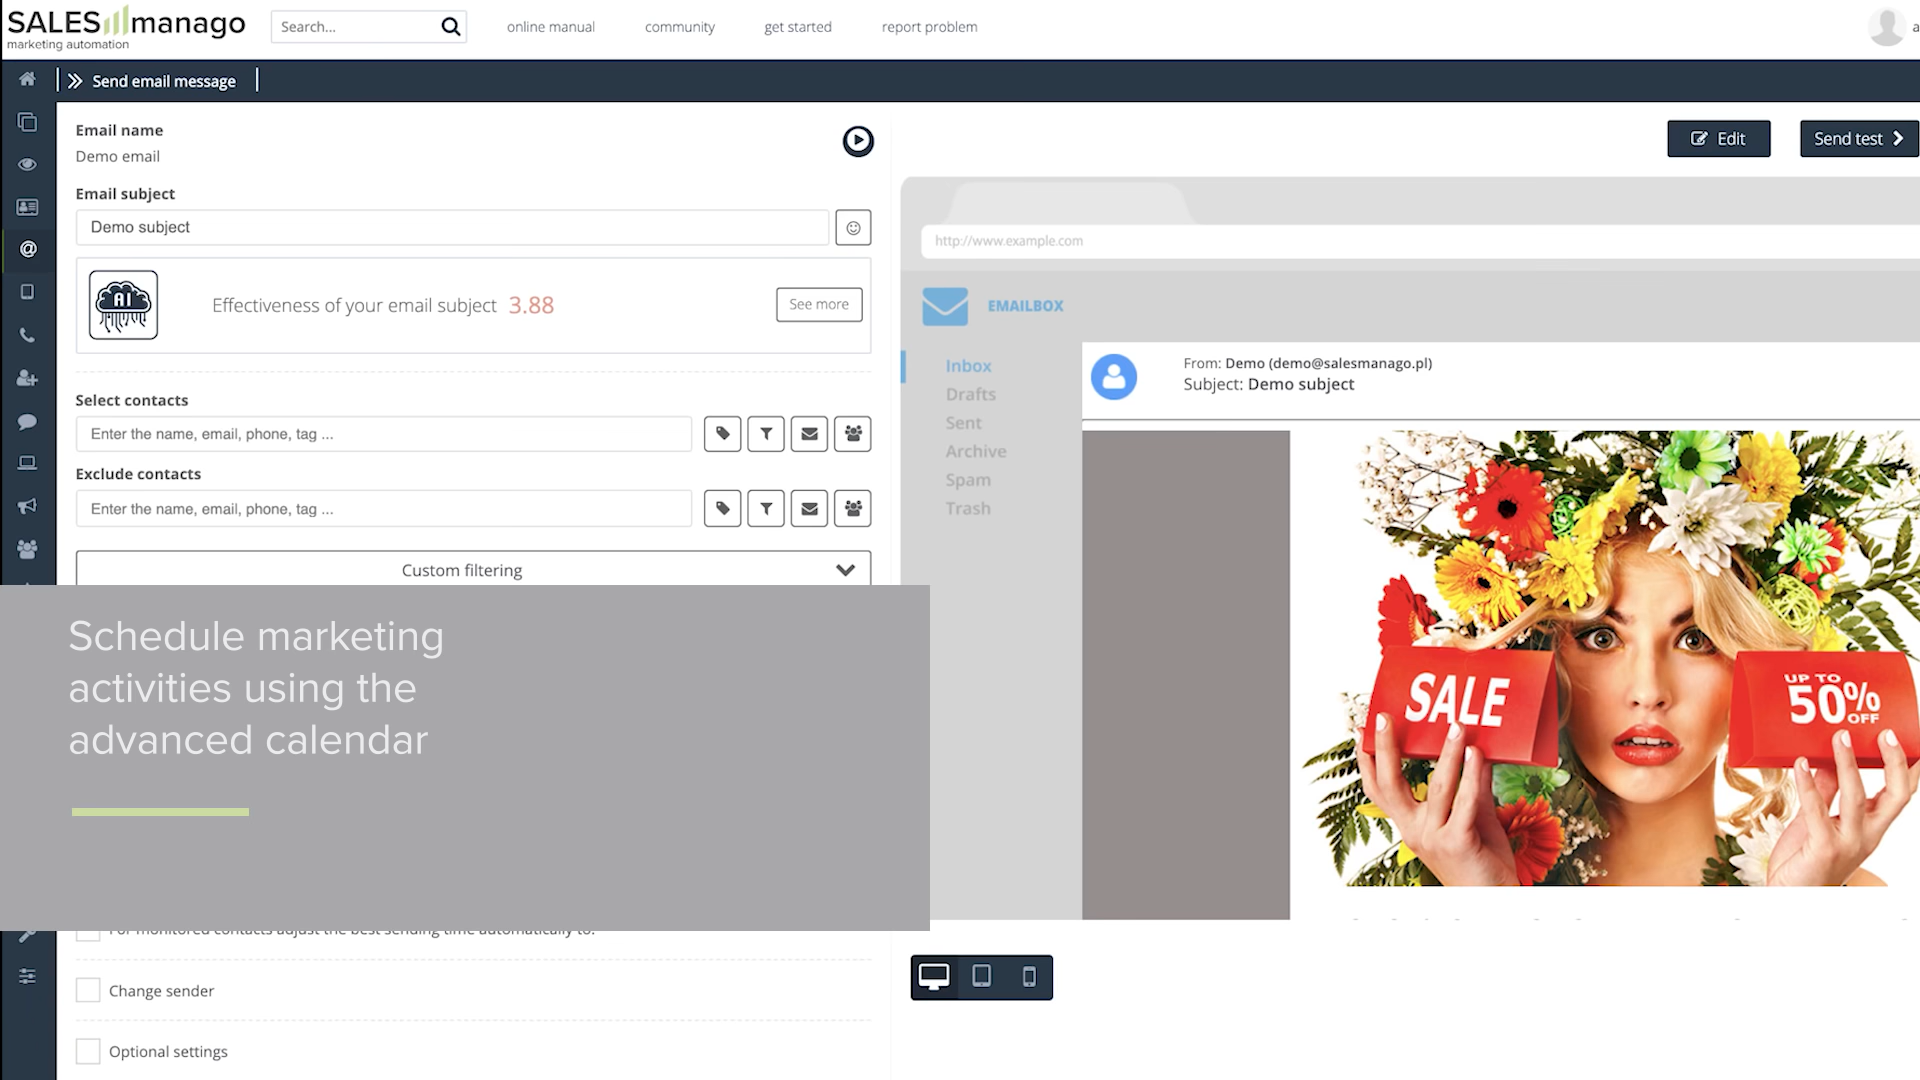 SALES manago
marketing automation
Search...
online manual
community
get started
report problem
a
Send email message
Email name
Demo email
Edit
Send test
Email subject
Demo subject
http://www.example.com
AI
Effectiveness of your email subject 3.88
See more
EMAILBOX
Inbox
Drafts
Sent
Archive
Spam
Trash
From: Demo (demo@salesmanago.pl)
Subject: Demo subject
Select contacts
Enter the name, email, phone, tag ...
Exclude contacts
Enter the name, email, phone, tag ...
Custom filtering
SALE
UP TO
50%
OFF
Schedule marketing
activities using the
advanced calendar
For monitored contacts adjust the best sending time automatically to:
Change sender
Optional settings